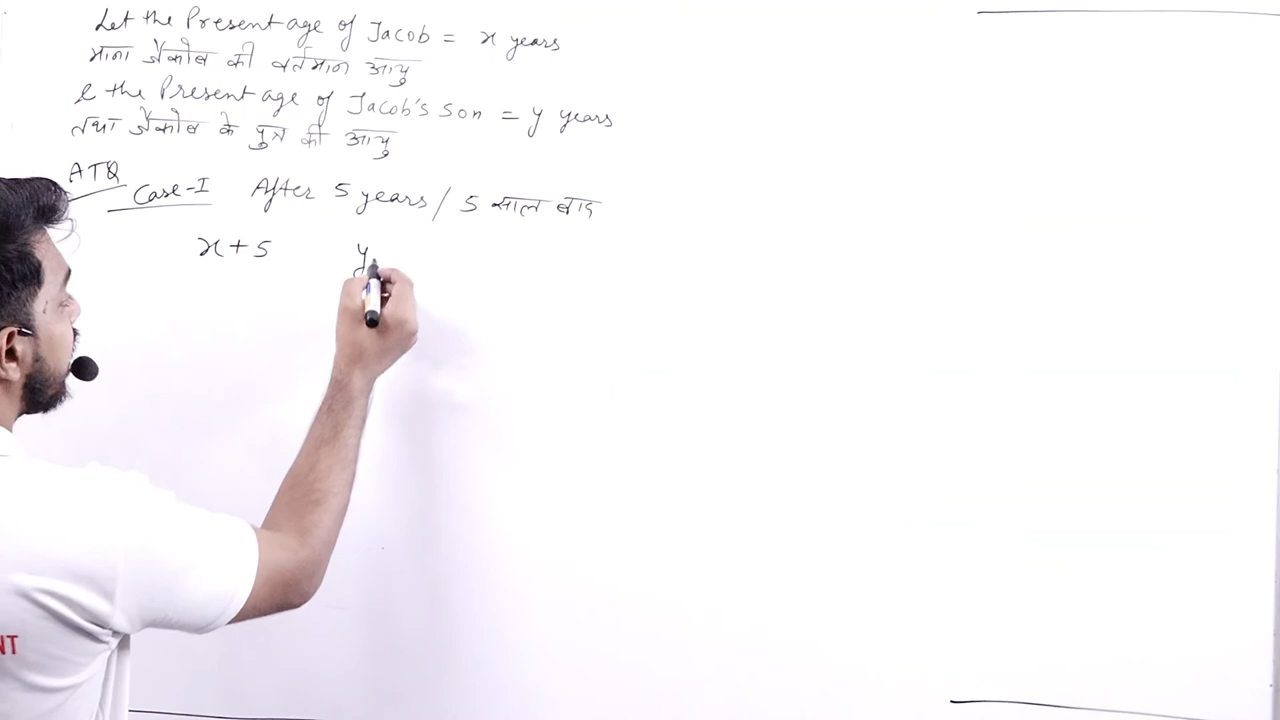 Let the Present age of Jacob = x years
माना जैकोब की वर्तमान आयु
& the Present age of Jacob's son = y years
तथा जैकोब के पुत्र की आयु
ATQ
Case-I After 5 years / 5 साल बाद
x + 5 y
NT